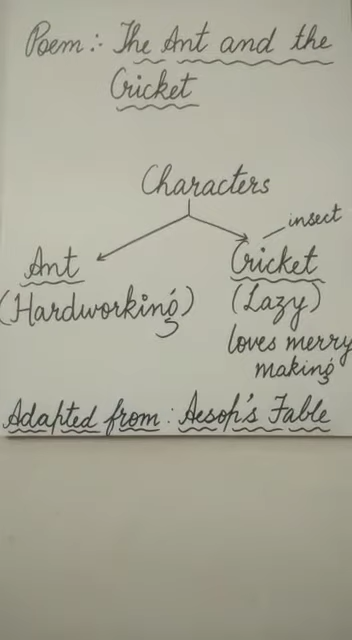 Poem:- The Ant and the
Cricket
Characters
insect
Ant
Cricket
(Hardworking)
(Lazy)
loves merry
making
Adapted from: Aesop's Fable